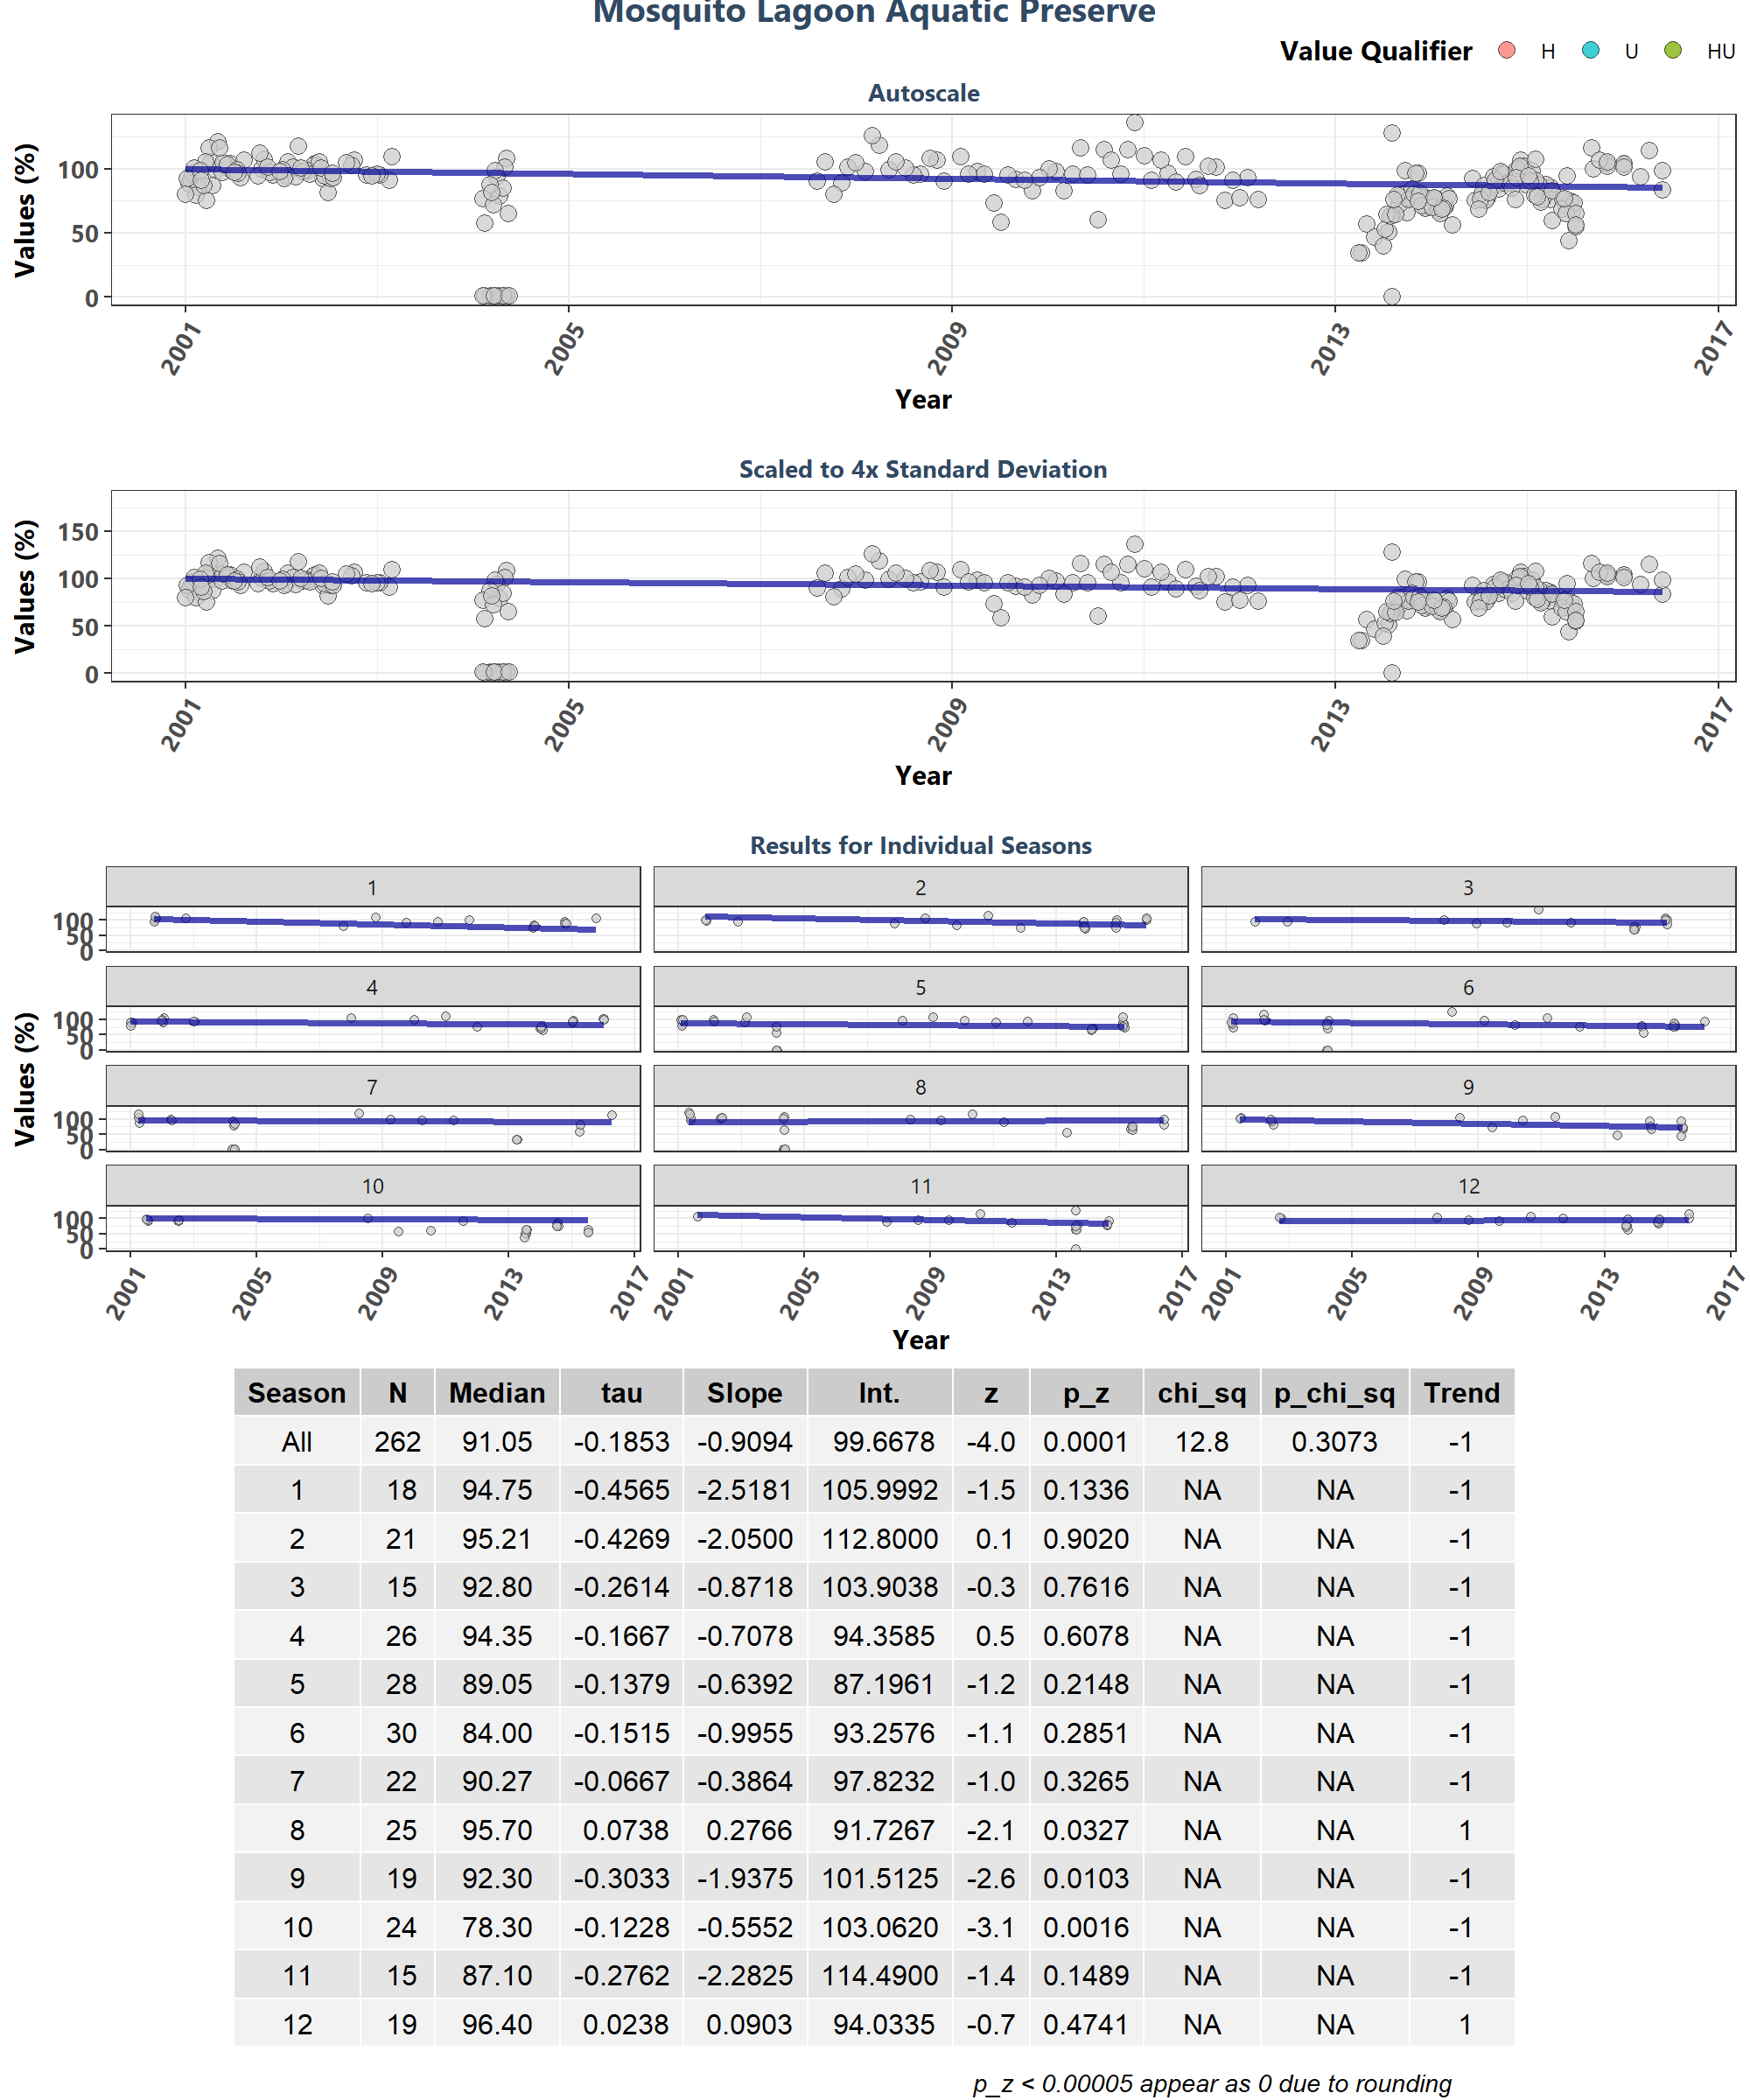 Mosquito Lagoon Aquatic Preserve
Value Qualifier H U HU
Autoscale
Values (%)
100
50
0
2001 2005 2009 2013 2017
Year
Scaled to 4x Standard Deviation
Values (%)
150
100
50
0
2001 2005 2009 2013 2017
Year
Results for Individual Seasons
Values (%)
1 2 3
100
50
0
4 5 6
100
50
0
7 8 9
100
50
0
10 11 12
100
50
0
2001 2005 2009 2013 2017 2001 2005 2009 2013 2017 2001 2005 2009 2013 2017
Year
Season N Median tau Slope Int. z p_z chi_sq p_chi_sq Trend
All 262 91.05 -0.1853 -0.9094 99.6678 -4.0 0.0001 12.8 0.3073 -1
1 18 94.75 -0.4565 -2.5181 105.9992 -1.5 0.1336 NA NA -1
2 21 95.21 -0.4269 -2.0500 112.8000 0.1 0.9020 NA NA -1
3 15 92.80 -0.2614 -0.8718 103.9038 -0.3 0.7616 NA NA -1
4 26 94.35 -0.1667 -0.7078 94.3585 0.5 0.6078 NA NA -1
5 28 89.05 -0.1379 -0.6392 87.1961 -1.2 0.2148 NA NA -1
6 30 84.00 -0.1515 -0.9955 93.2576 -1.1 0.2851 NA NA -1
7 22 90.27 -0.0667 -0.3864 97.8232 -1.0 0.3265 NA NA -1
8 25 95.70 0.0738 0.2766 91.7267 -2.1 0.0327 NA NA 1
9 19 92.30 -0.3033 -1.9375 101.5125 -2.6 0.0103 NA NA -1
10 24 78.30 -0.1228 -0.5552 103.0620 -3.1 0.0016 NA NA -1
11 15 87.10 -0.2762 -2.2825 114.4900 -1.4 0.1489 NA NA -1
12 19 96.40 0.0238 0.0903 94.0335 -0.7 0.4741 NA NA 1
p_z < 0.00005 appear as 0 due to rounding